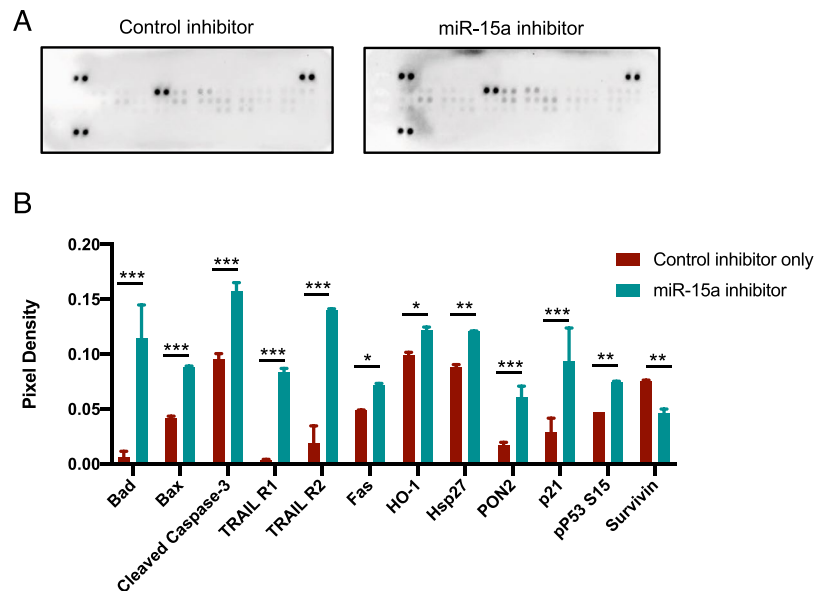 A
Control inhibitor
miR-15a inhibitor
B
Pixel Density
0.20
0.15
0.10
0.05
0.00
***
***
***
***
***
*
*
**
***
***
**
**
Control inhibitor only
miR-15a inhibitor
Bad
Bax
Cleaved Caspase-3
TRAIL R1
TRAIL R2
Fas
HO-1
Hsp27
PON2
p21
pP53 S15
Survivin